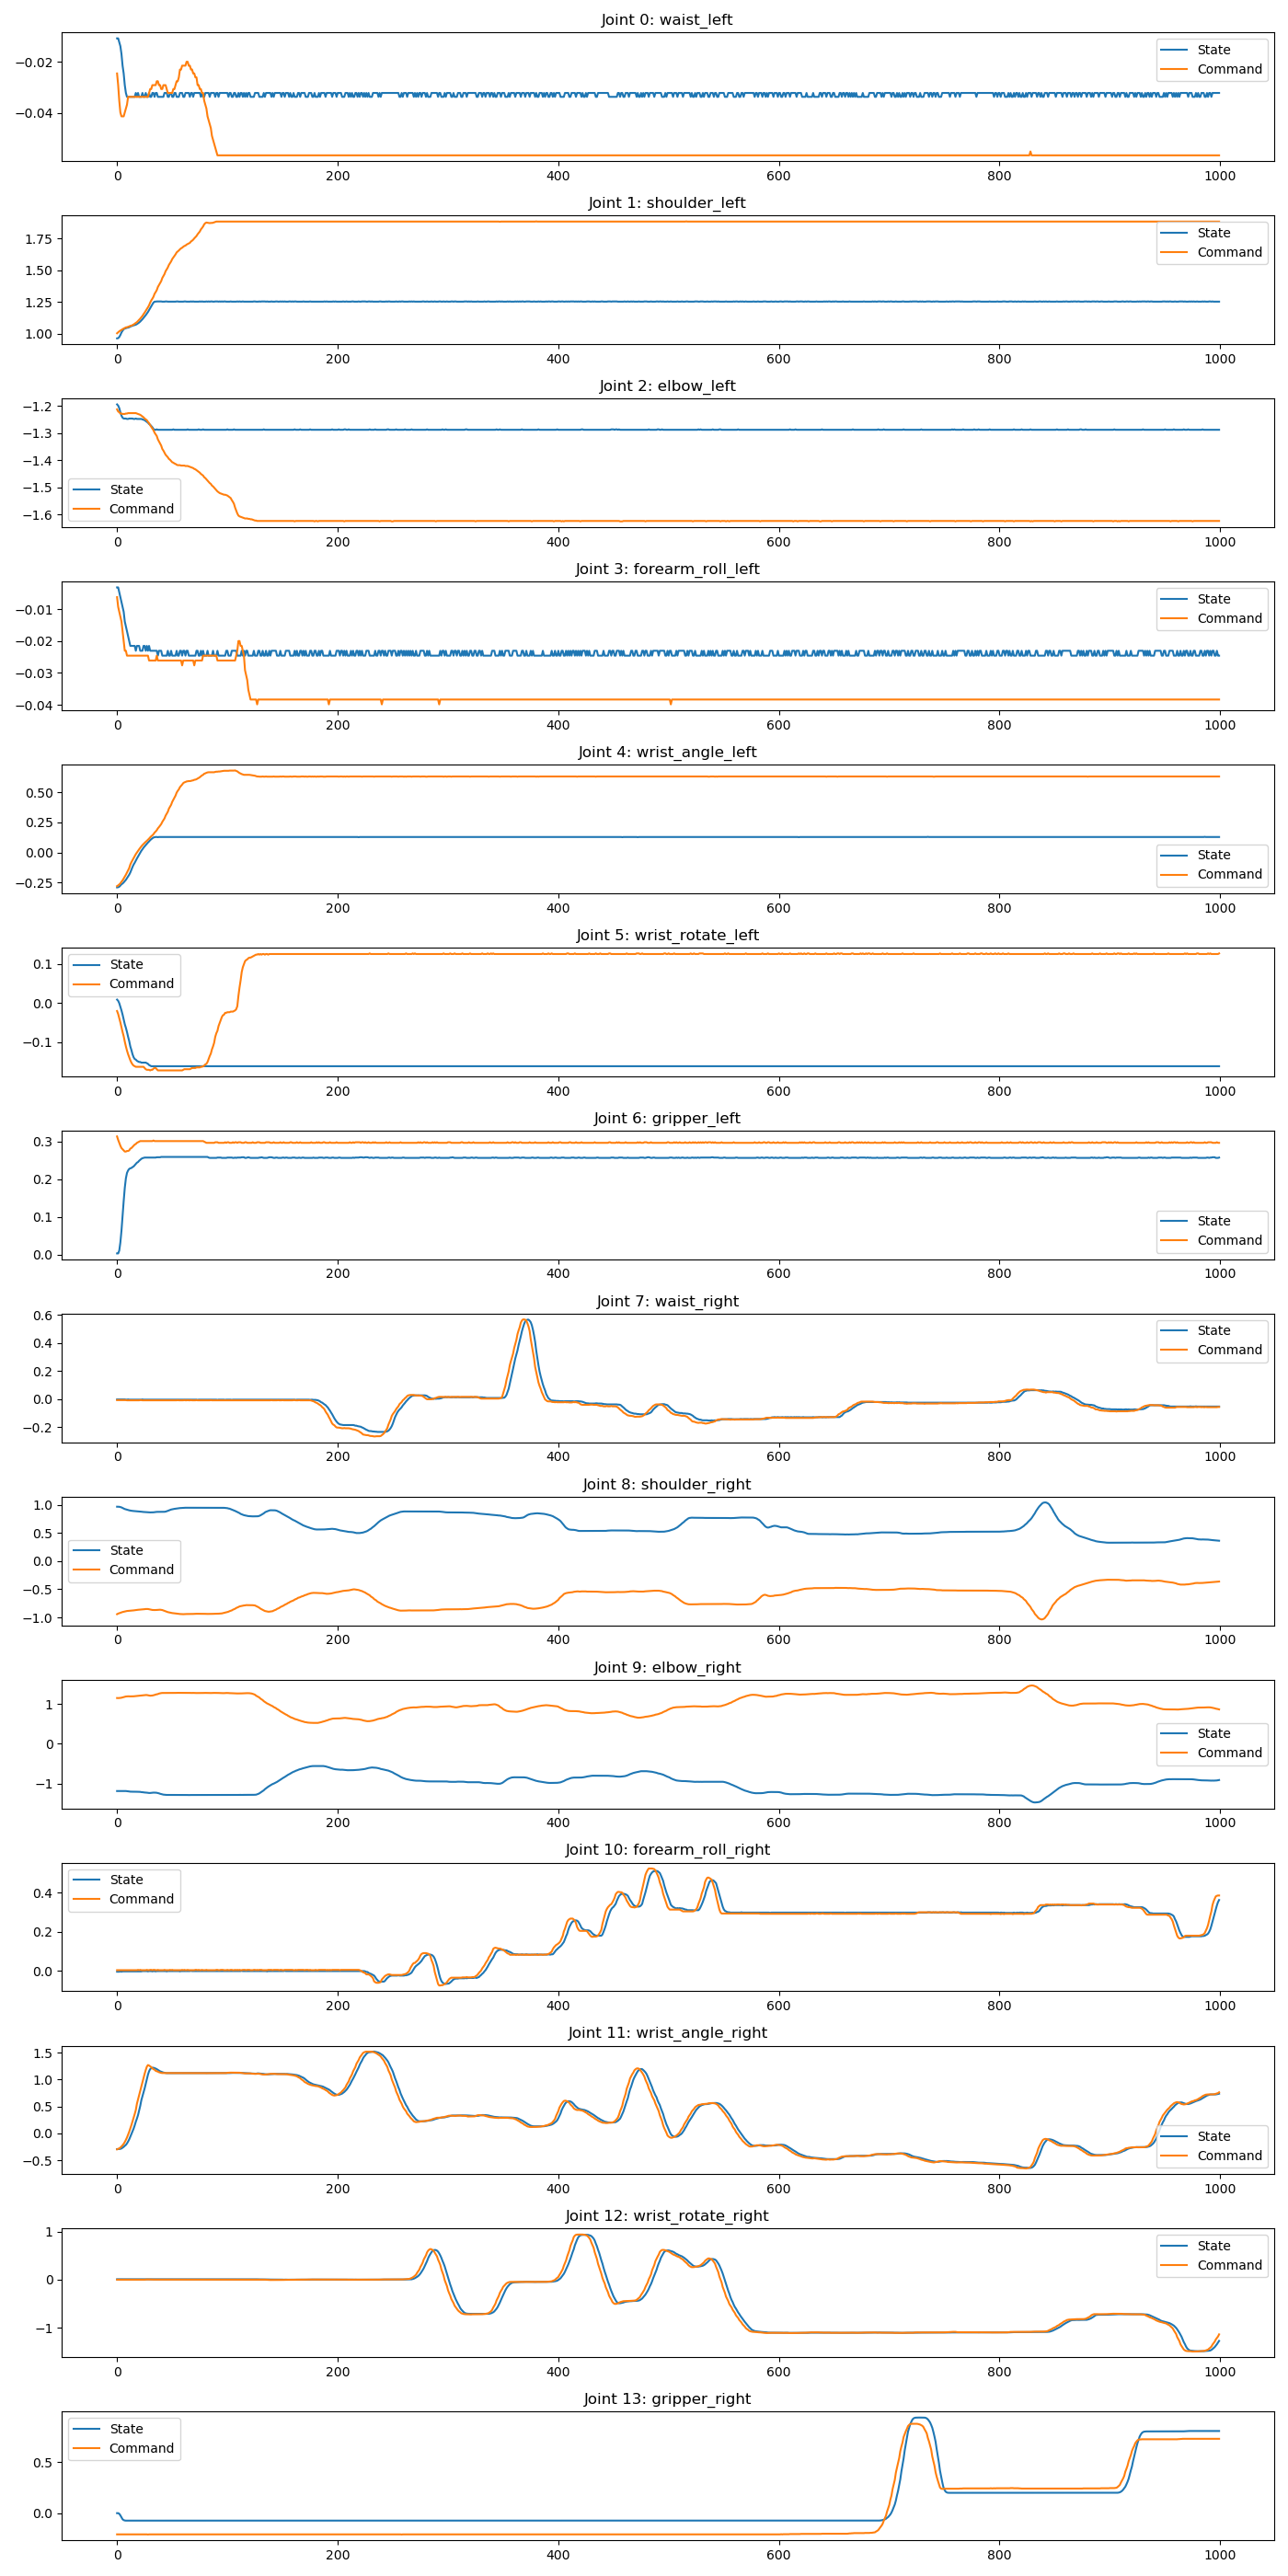 Joint 0: waist_left
State
Command
−0.02
−0.04
0 200 400 600 800 1000
Joint 1: shoulder_left
State
Command
1.75
1.50
1.25
1.00
0 200 400 600 800 1000
Joint 2: elbow_left
−1.2
−1.3
−1.4
−1.5
−1.6
State
Command
0 200 400 600 800 1000
Joint 3: forearm_roll_left
State
Command
−0.01
−0.02
−0.03
−0.04
0 200 400 600 800 1000
Joint 4: wrist_angle_left
0.50
0.25
0.00
−0.25
State
Command
0 200 400 600 800 1000
Joint 5: wrist_rotate_left
State
Command
0.1
0.0
−0.1
0 200 400 600 800 1000
Joint 6: gripper_left
0.3
0.2
0.1
0.0
State
Command
0 200 400 600 800 1000
Joint 7: waist_right
State
Command
0.6
0.4
0.2
0.0
−0.2
0 200 400 600 800 1000
Joint 8: shoulder_right
1.0
0.5
0.0
−0.5
−1.0
State
Command
0 200 400 600 800 1000
Joint 9: elbow_right
1
0
−1
State
Command
0 200 400 600 800 1000
Joint 10: forearm_roll_right
State
Command
0.4
0.2
0.0
0 200 400 600 800 1000
Joint 11: wrist_angle_right
1.5
1.0
0.5
0.0
−0.5
State
Command
0 200 400 600 800 1000
Joint 12: wrist_rotate_right
State
Command
1
0
−1
0 200 400 600 800 1000
Joint 13: gripper_right
State
Command
0.5
0.0
0 200 400 600 800 1000